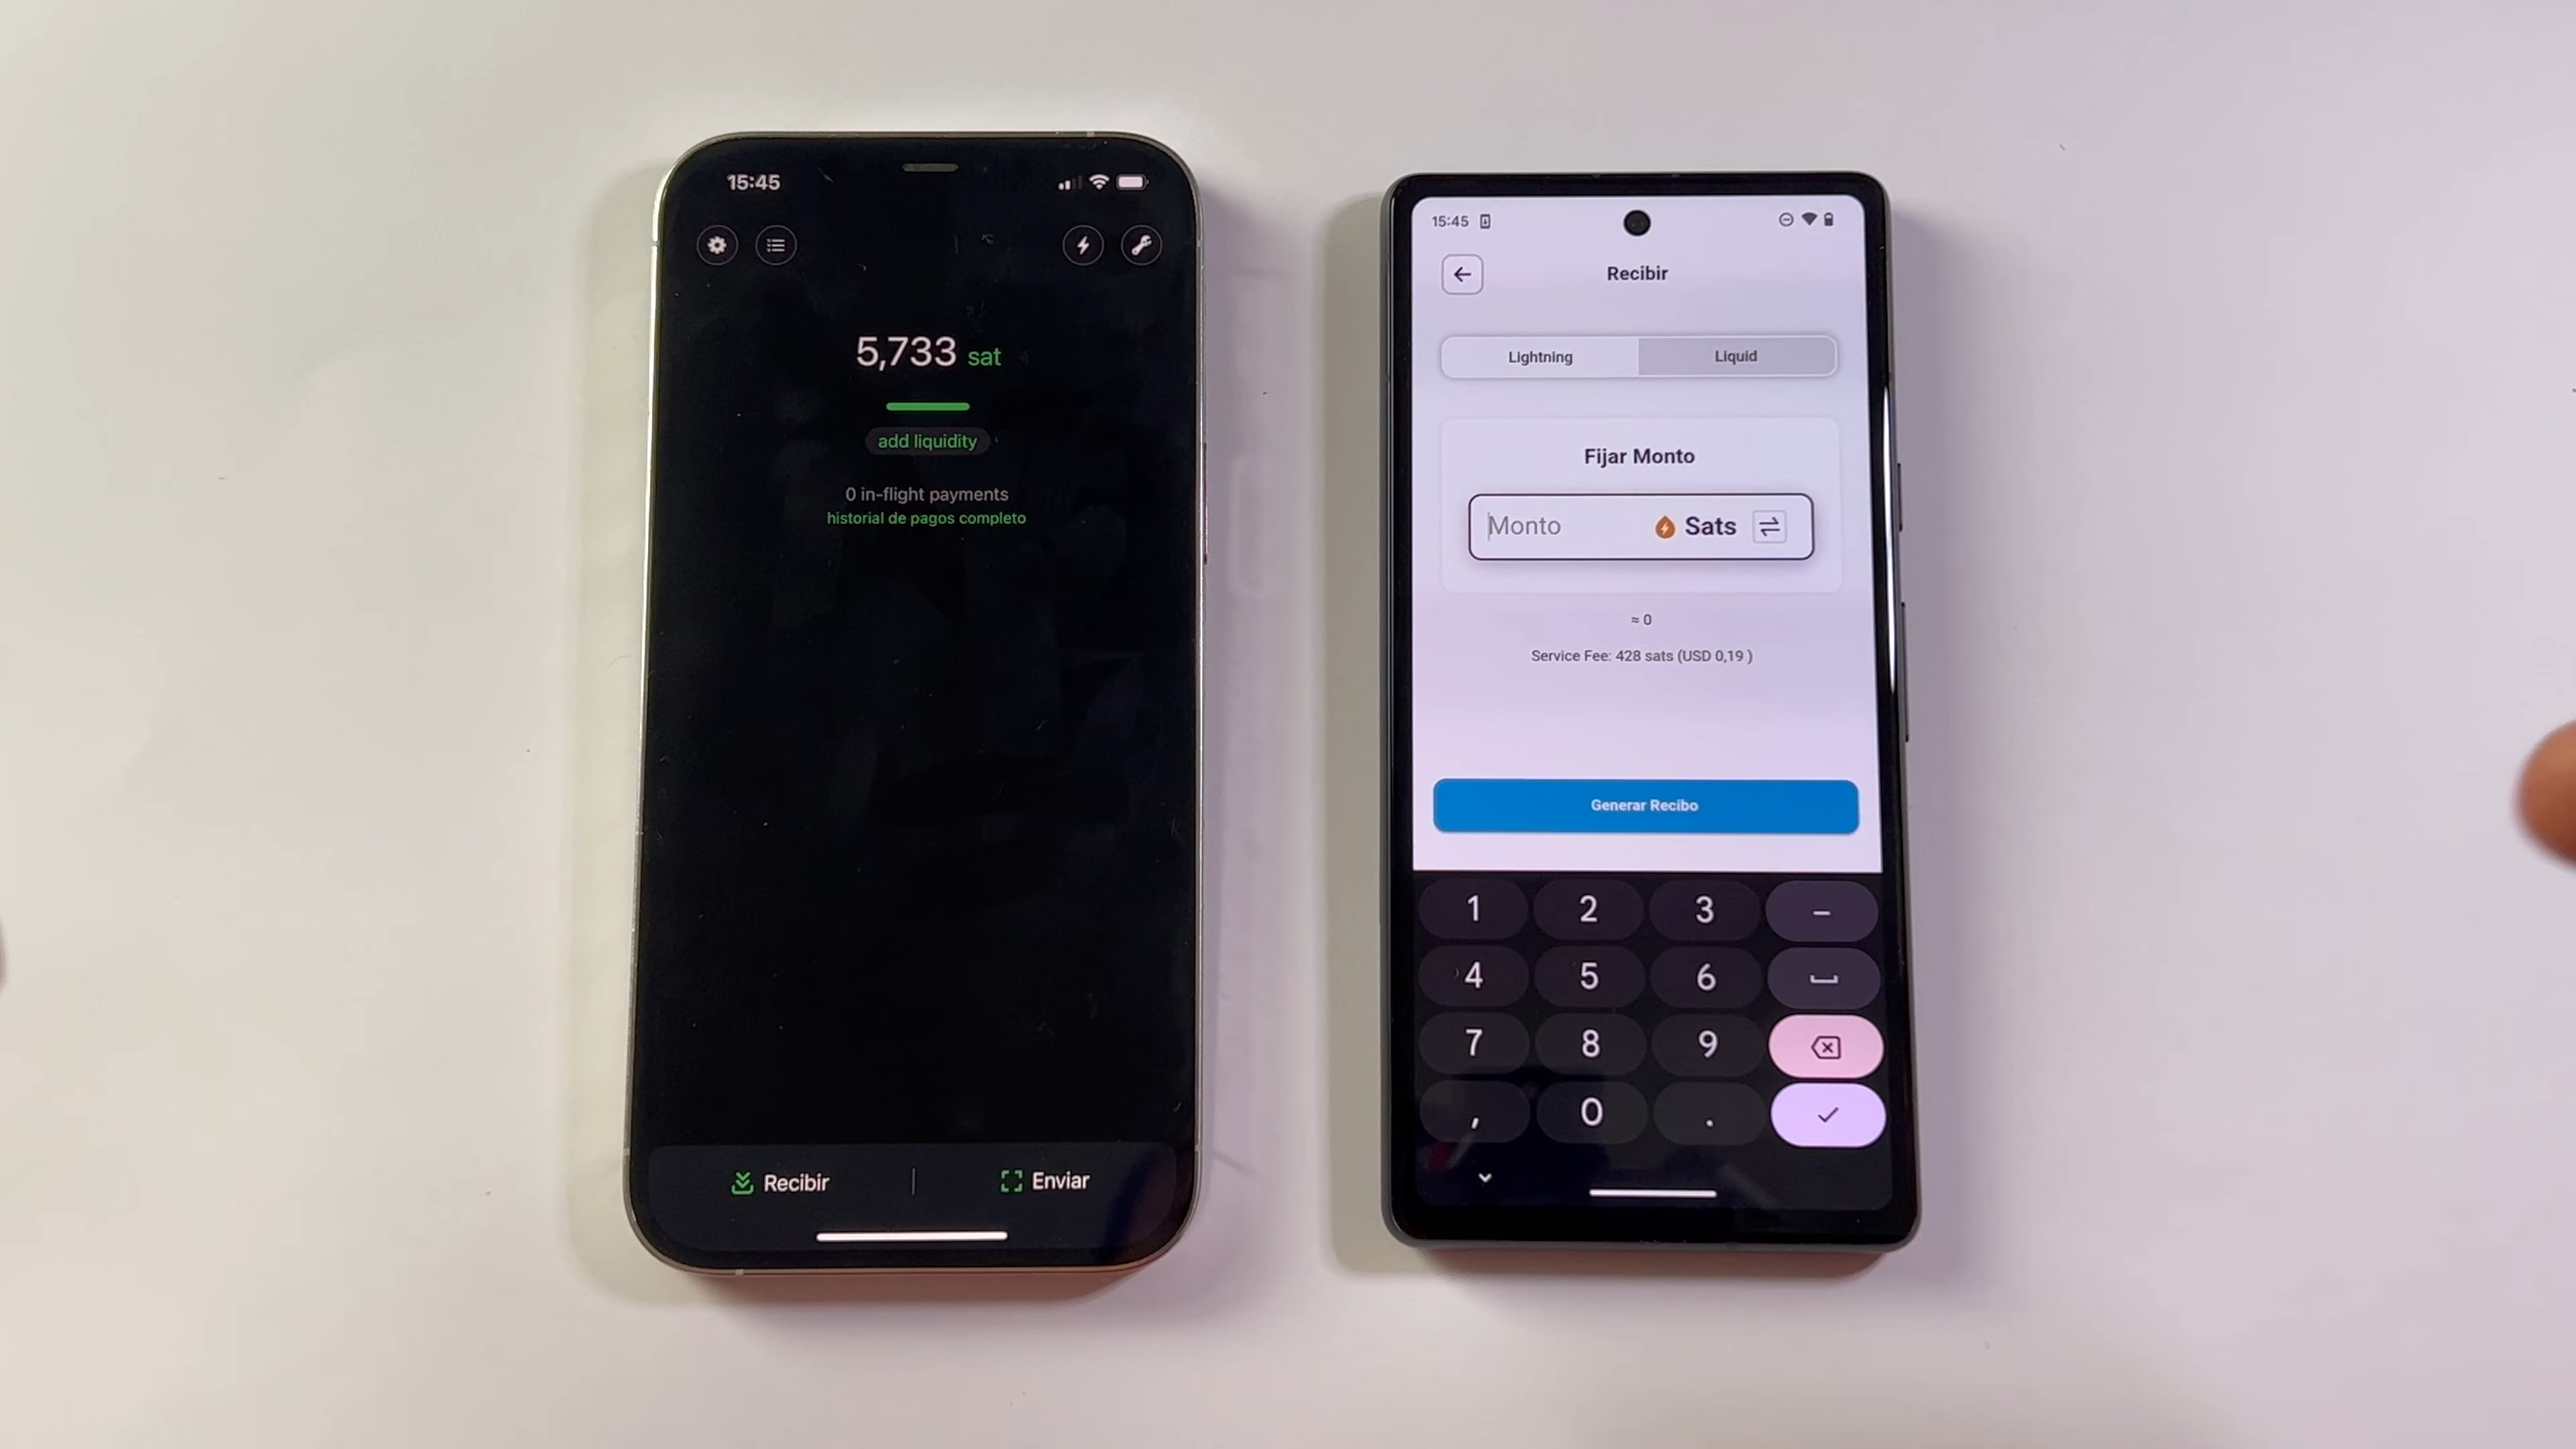 15:45
5,733 sat
add liquidity
0 in-flight payments
historial de pagos completo
Recibir
Enviar
15:45
Recibir
Lightning
Liquid
Fijar Monto
Monto
Sats
≈ 0
Service Fee: 428 sats (USD 0,19 )
Generar Recibo
1 2 3 –
4 5 6
7 8 9
, 0 .